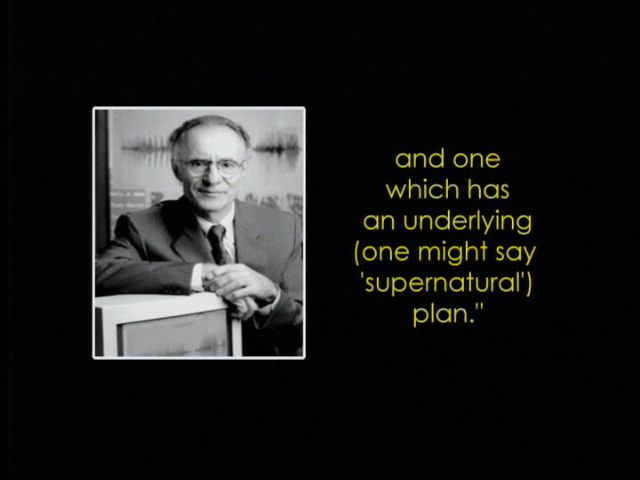 and one
which has
an underlying
(one might say
'supernatural')
plan."